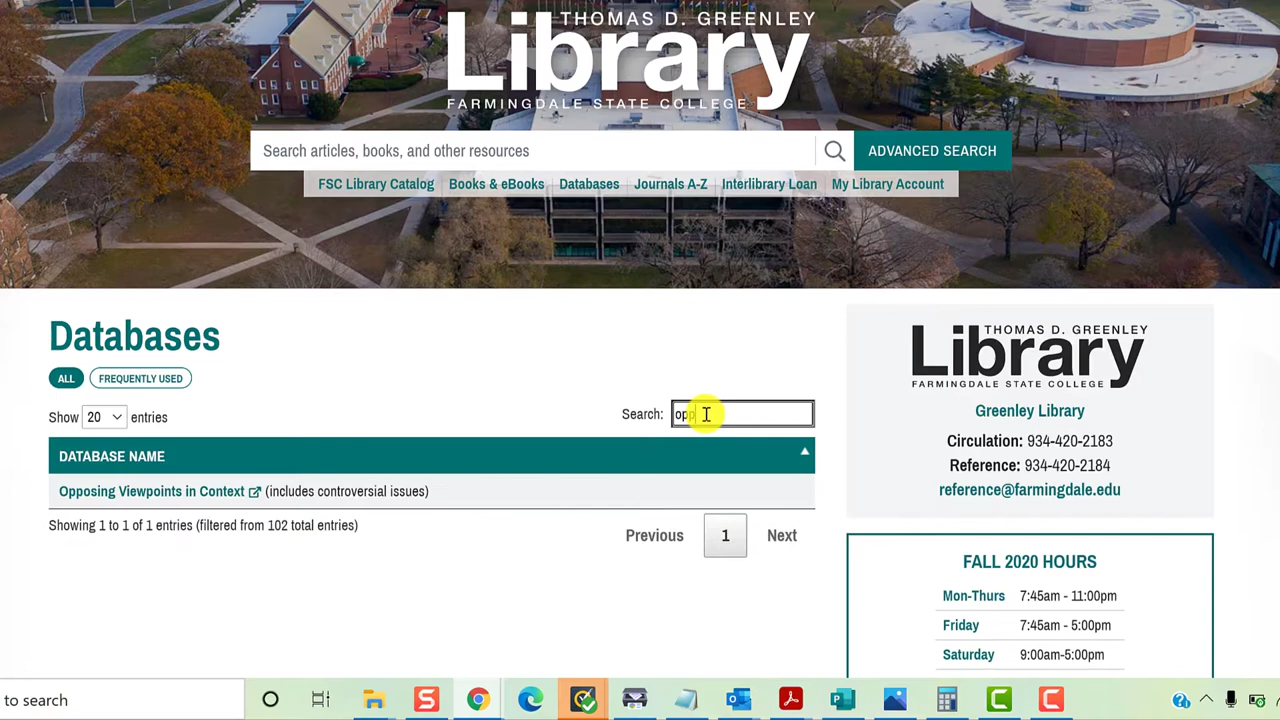 THOMAS D. GREENLEY
Library
FARMINGDALE STATE COLLEGE
Search articles, books, and other resources
ADVANCED SEARCH
FSC Library Catalog Books & eBooks Databases Journals A-Z Interlibrary Loan My Library Account
Databases
ALL FREQUENTLY USED
Show 20 entries
Search: opp
DATABASE NAME
Opposing Viewpoints in Context (includes controversial issues)
Showing 1 to 1 of 1 entries (filtered from 102 total entries)
Previous 1 Next
THOMAS D. GREENLEY
Library
FARMINGDALE STATE COLLEGE
Greenley Library
Circulation: 934-420-2183
Reference: 934-420-2184
reference@farmingdale.edu
FALL 2020 HOURS
Mon-Thurs 7:45am - 11:00pm
Friday 7:45am - 5:00pm
Saturday 9:00am-5:00pm
to search